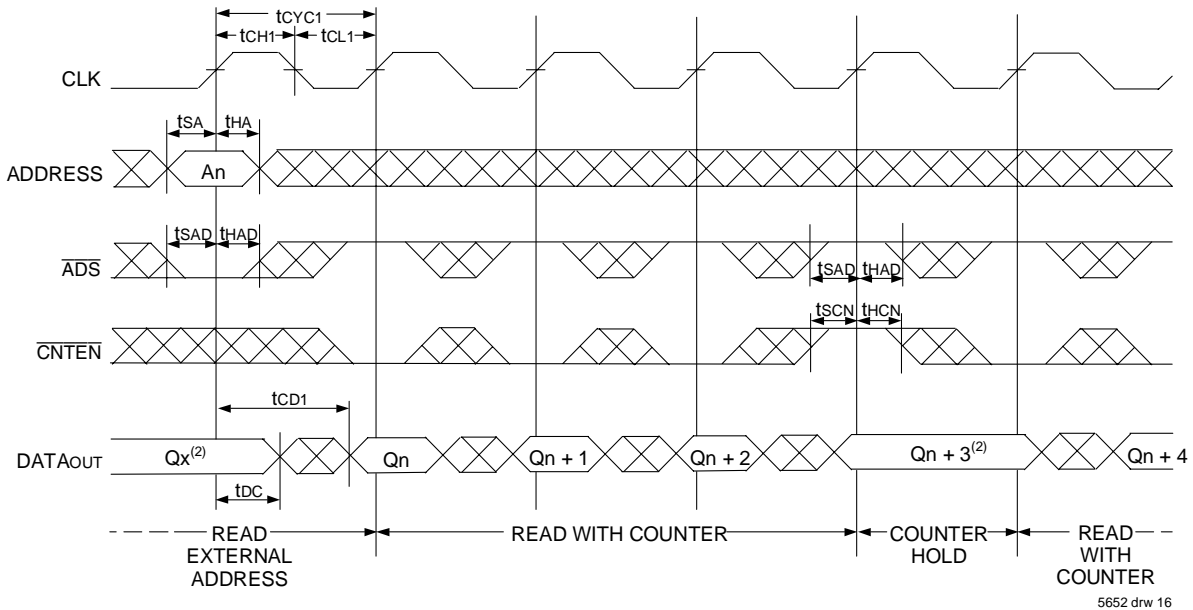 tCYC1
tCH1 tCL1
CLK
tSA tHA
ADDRESS An
tSAD tHAD
ADS
tSAD tHAD
tSCN tHCN
CNTEN
tCD1
DATAOUT Qx(2) Qn Qn + 1 Qn + 2 Qn + 3(2) Qn + 4
tDC
READ EXTERNAL ADDRESS
READ WITH COUNTER
COUNTER HOLD
READ WITH COUNTER
5652 drw 16